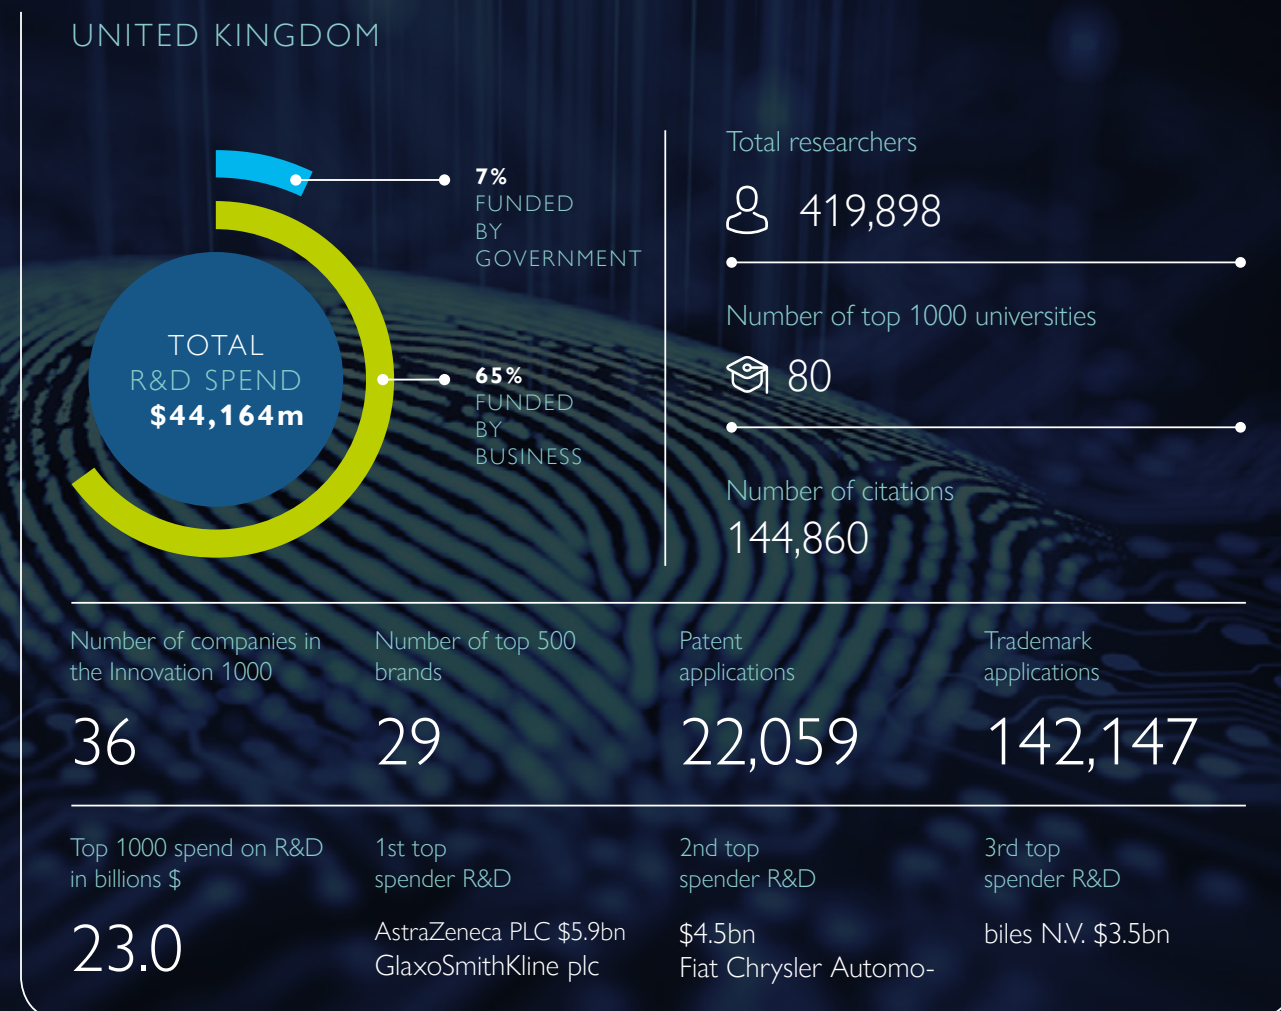 UNITED KINGDOM
7%
FUNDED
BY
GOVERNMENT
TOTAL
R&D SPEND
$44,164m
65%
FUNDED
BY
BUSINESS
Total researchers
419,898
Number of top 1000 universities
80
Number of citations
144,860
Number of companies in
the Innovation 1000
36
Number of top 500
brands
29
Patent
applications
22,059
Trademark
applications
142,147
Top 1000 spend on R&D
in billions $
23.0
1st top
spender R&D
AstraZeneca PLC $5.9bn
GlaxoSmithKline plc
2nd top
spender R&D
$4.5bn
Fiat Chrysler Automo-
3rd top
spender R&D
biles N.V. $3.5bn